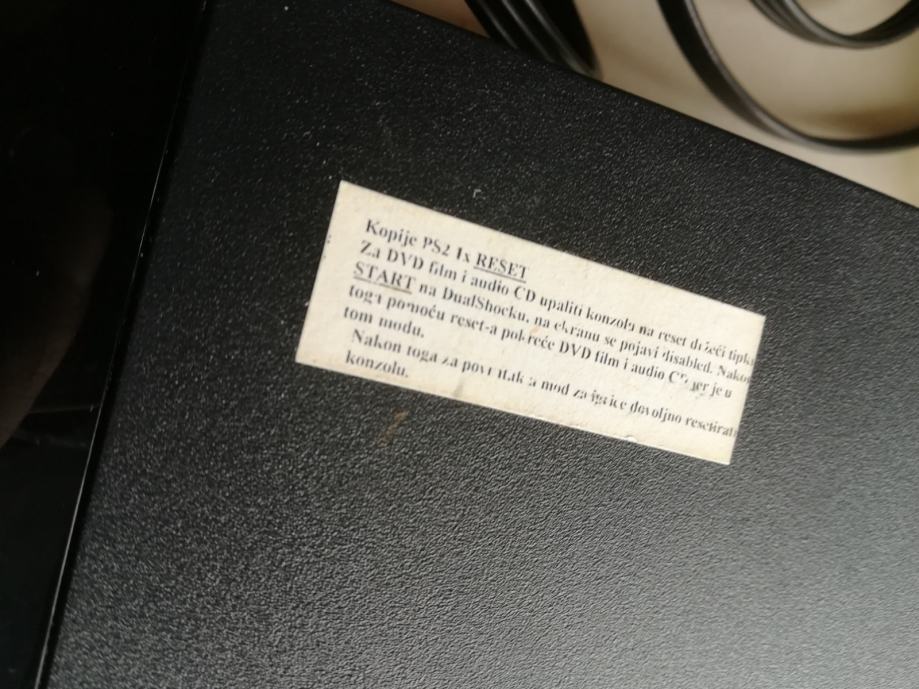 Kopije PS2 1x RESET
Za DVD film i audio CD upaliti konzolu na reset držeći tipku
START na DualShocku, na ekranu se pojavi disabled. Nakon
toga pomoću reset-a pokreće DVD film i audio CD jer je u
tom modu.
Nakon toga za povratak u mod za igrice dovoljno resetirati
konzolu.